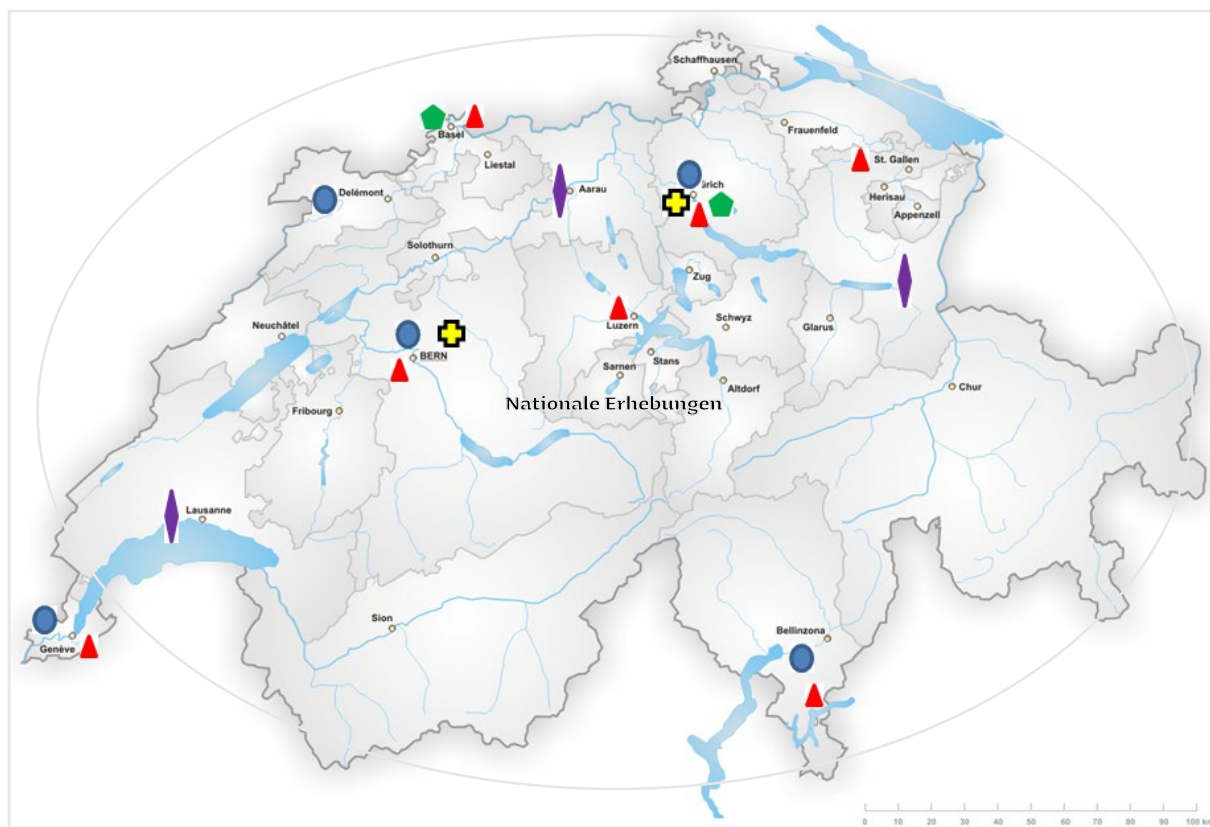 Schaffhausen
Frauenfeld
Basel
Liestal
St. Gallen
Delémont
Aarau
ürich
Herisau
Appenzell
Solothurn
Zug
Neuchâtel
Luzern
Schwyz
Glarus
BERN
Stans
Sarnen
Altdorf
Chur
Nationale Erhebungen
Fribourg
Lausanne
Sion
Bellinzona
Genève
0 10 20 30 40 50 60 70 80 90 100 km